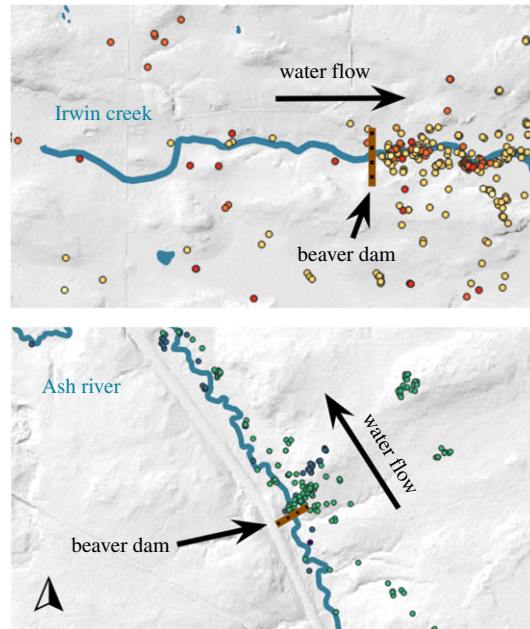 water flow
Irwin creek
beaver dam
Ash river
water flow
beaver dam